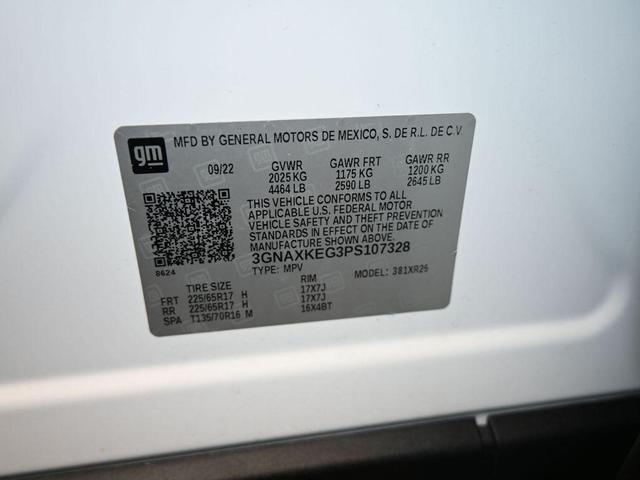 gm
MFD BY GENERAL MOTORS DE MEXICO, S. DE R.L. DE C.V.
09/22 GVWR GAWR FRT GAWR RR
2025 KG 1175 KG 1200 KG
4464 LB 2590 LB 2645 LB
THIS VEHICLE CONFORMS TO ALL
APPLICABLE U.S. FEDERAL MOTOR
VEHICLE SAFETY AND THEFT PREVENTION
STANDARDS IN EFFECT ON THE DATE OF
MANUFACTURE SHOWN ABOVE.
3GNAXKEG3PS107328
8624 TYPE: MPV MODEL: 381XR26
TIRE SIZE RIM
FRT 225/65R17 H 17X7J
RR 225/65R17 H 17X7J
SPA T135/70R16 M 16X4BT